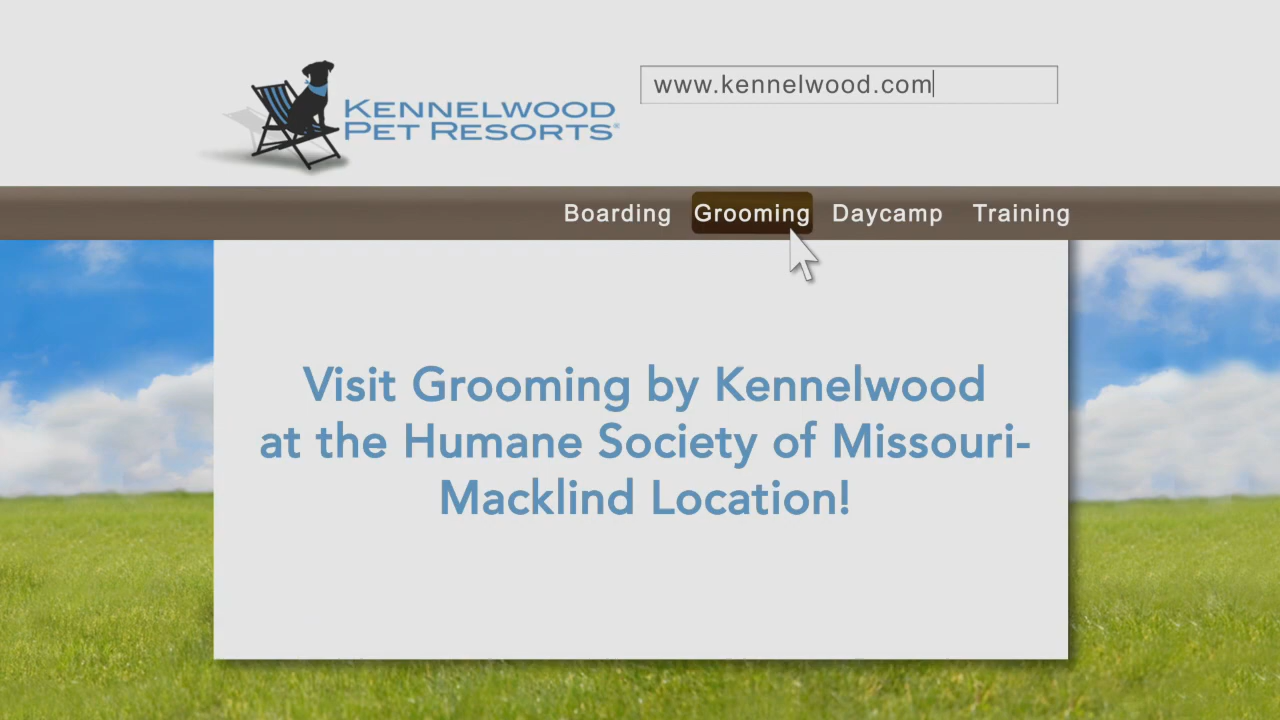 www.kennelwood.com
KENNELWOOD
PET RESORTS®
Boarding Grooming Daycamp Training
Visit Grooming by Kennelwood
at the Humane Society of Missouri-
Macklind Location!